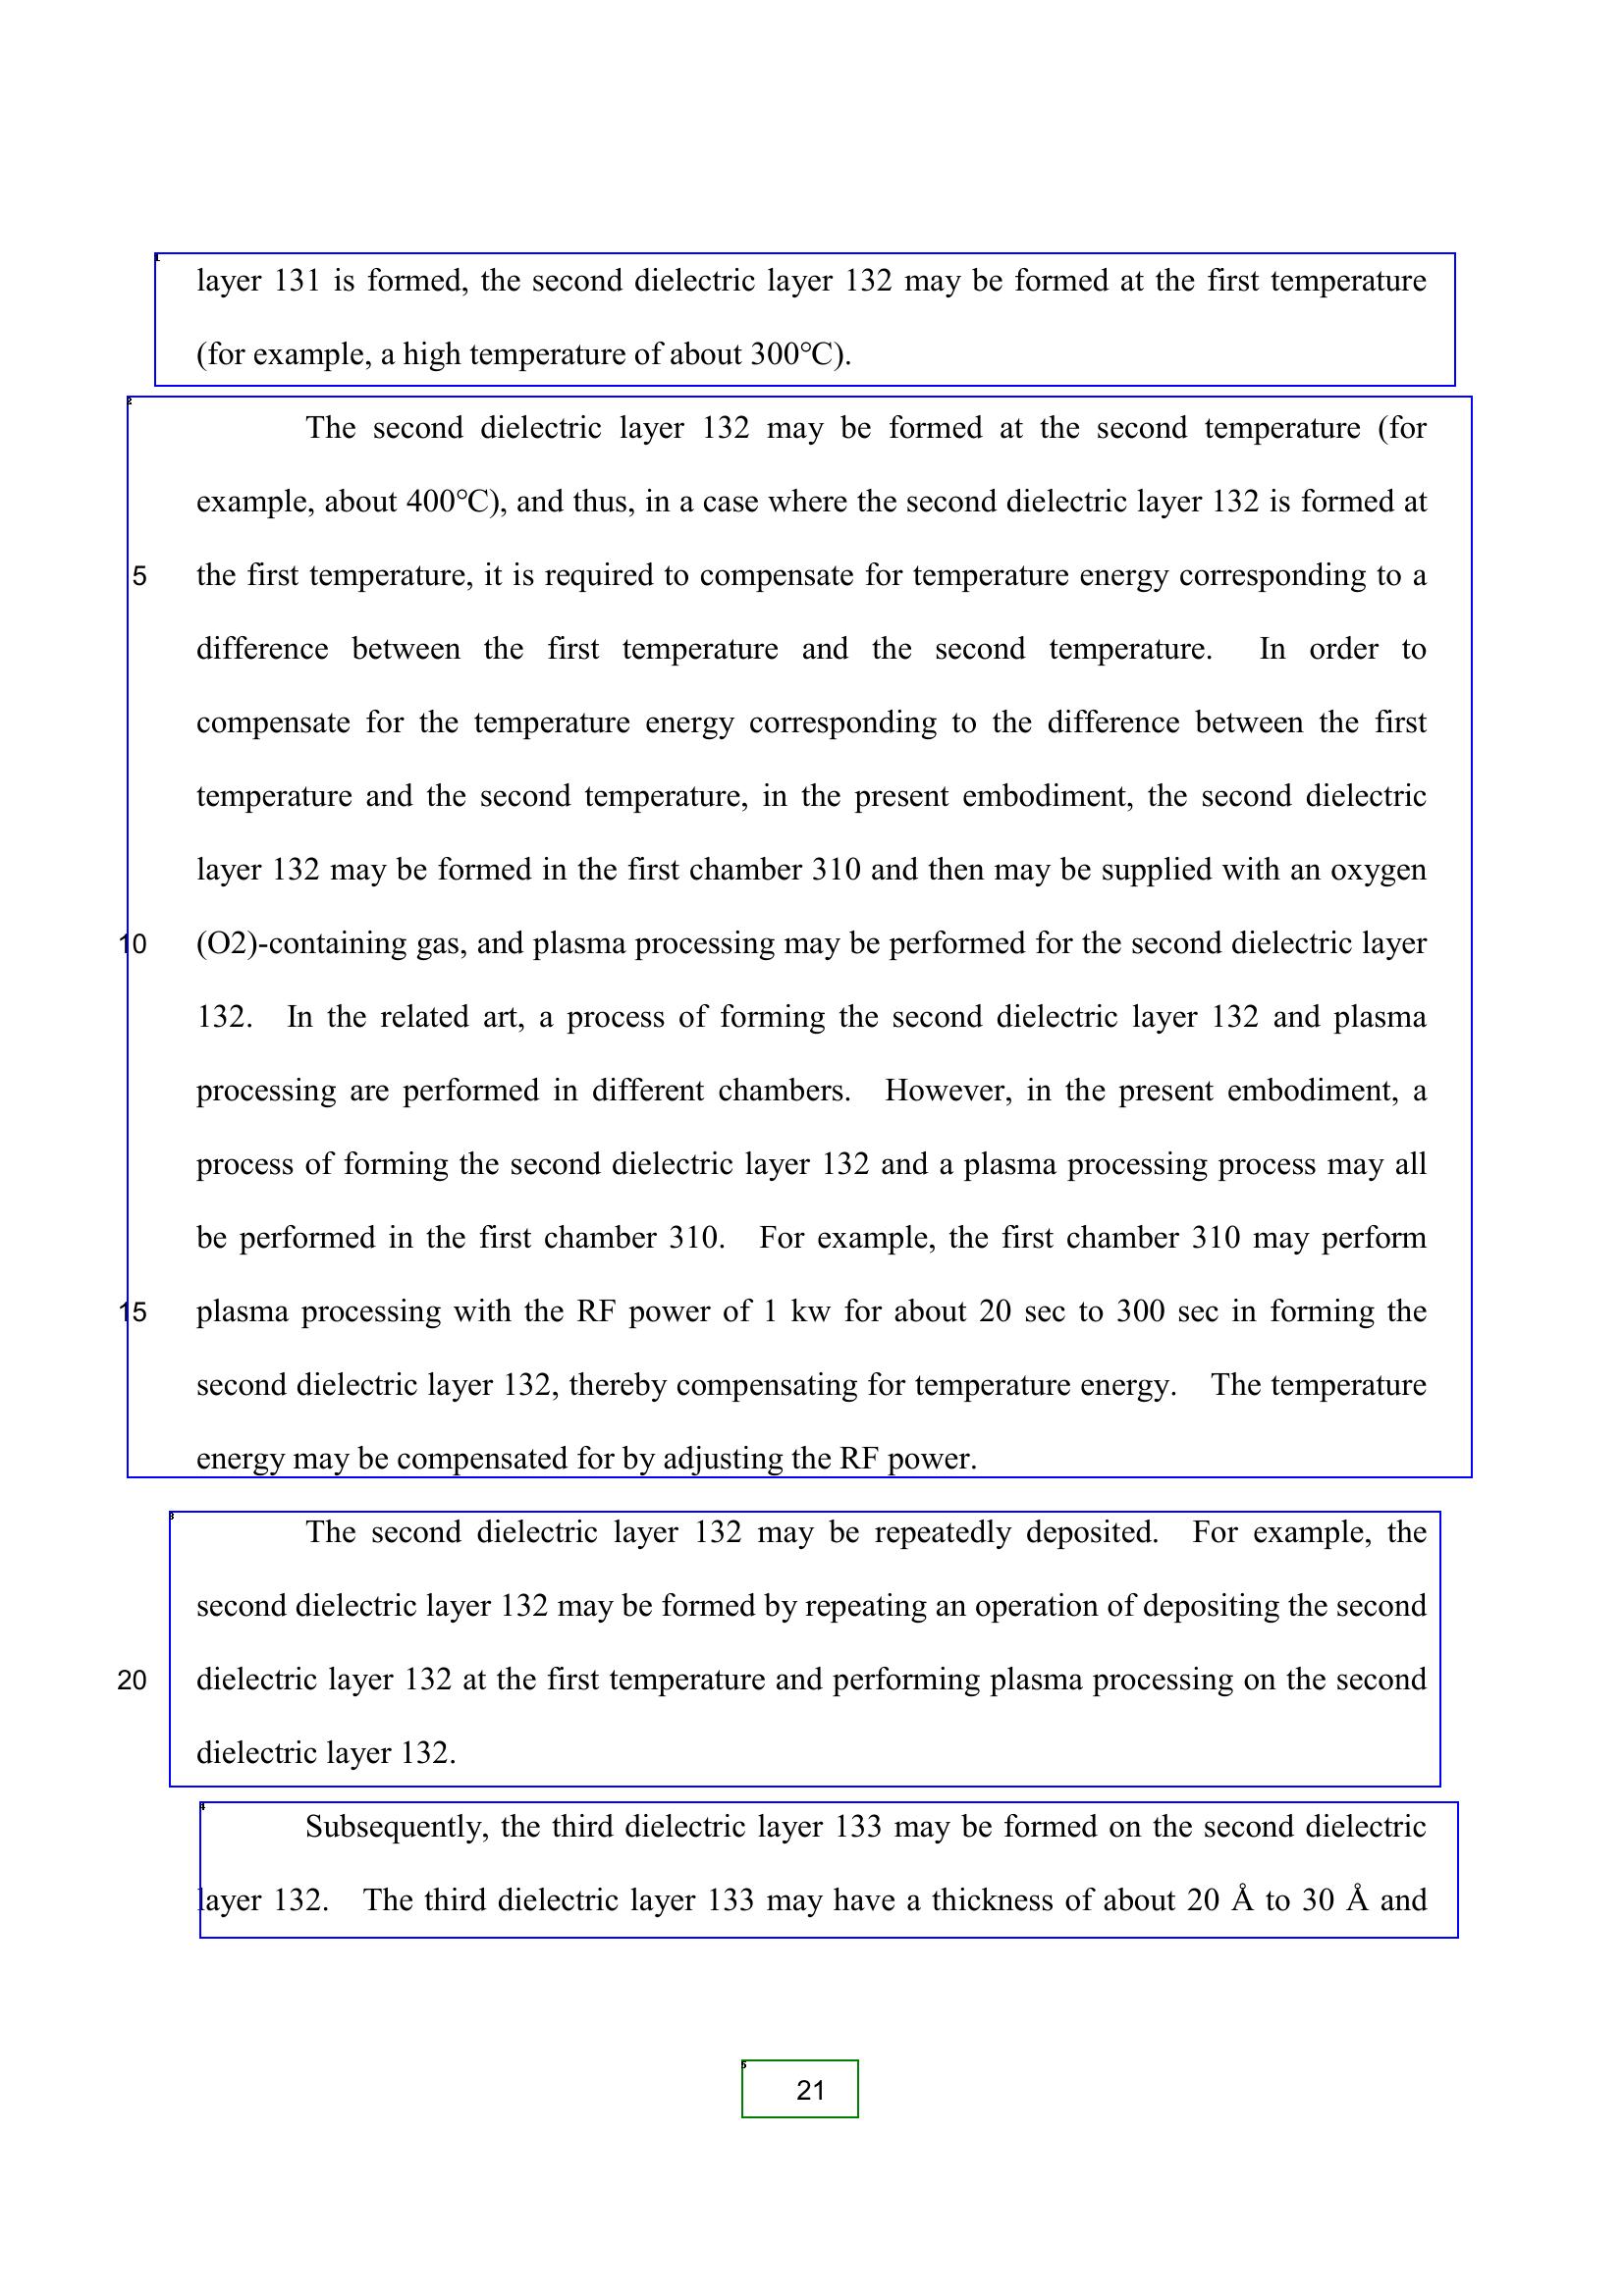 layer 131 is formed, the second dielectric layer 132 may be formed at the first temperature
(for example, a high temperature of about 300℃).
The second dielectric layer 132 may be formed at the second temperature (for
example, about 400℃), and thus, in a case where the second dielectric layer 132 is formed at
5 the first temperature, it is required to compensate for temperature energy corresponding to a
difference between the first temperature and the second temperature. In order to
compensate for the temperature energy corresponding to the difference between the first
temperature and the second temperature, in the present embodiment, the second dielectric
layer 132 may be formed in the first chamber 310 and then may be supplied with an oxygen
10 (O2)-containing gas, and plasma processing may be performed for the second dielectric layer
132. In the related art, a process of forming the second dielectric layer 132 and plasma
processing are performed in different chambers. However, in the present embodiment, a
process of forming the second dielectric layer 132 and a plasma processing process may all
be performed in the first chamber 310. For example, the first chamber 310 may perform
15 plasma processing with the RF power of 1 kw for about 20 sec to 300 sec in forming the
second dielectric layer 132, thereby compensating for temperature energy. The temperature
energy may be compensated for by adjusting the RF power.
The second dielectric layer 132 may be repeatedly deposited. For example, the
second dielectric layer 132 may be formed by repeating an operation of depositing the second
20 dielectric layer 132 at the first temperature and performing plasma processing on the second
dielectric layer 132.
Subsequently, the third dielectric layer 133 may be formed on the second dielectric
layer 132. The third dielectric layer 133 may have a thickness of about 20 Å to 30 Å and
21